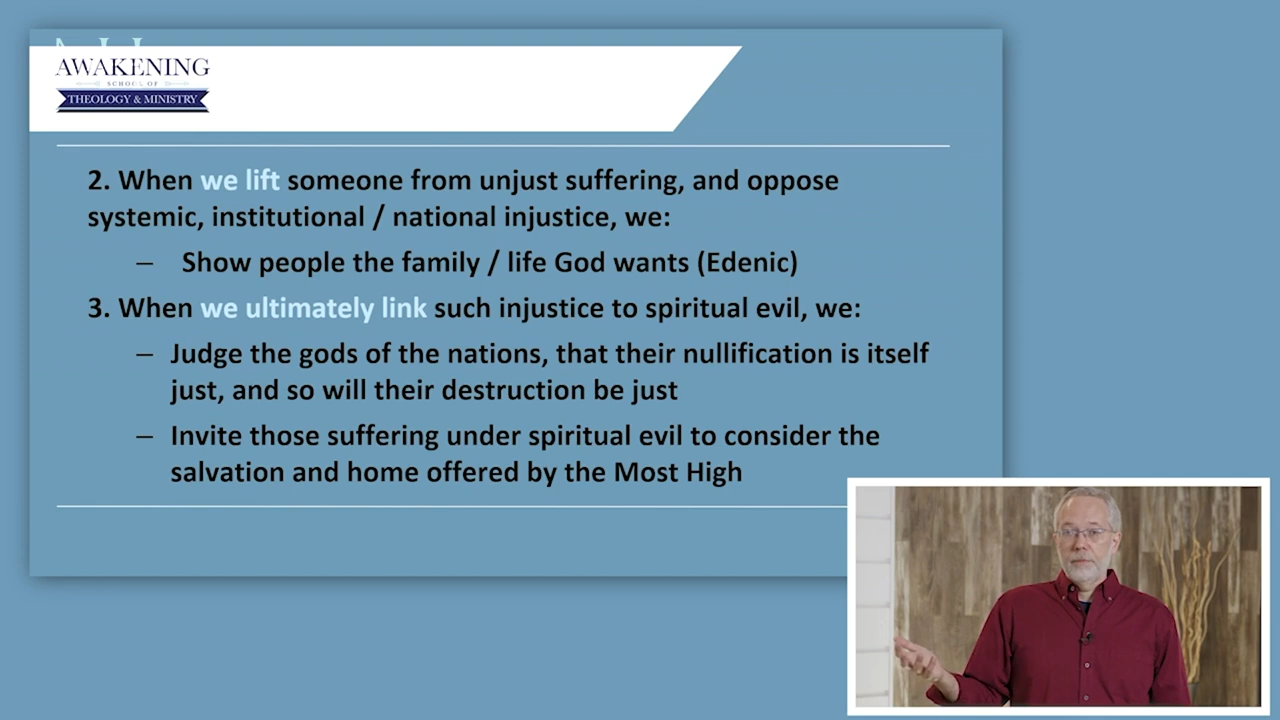 AWAKENING
SCHOOL OF
THEOLOGY & MINISTRY
2. When we lift someone from unjust suffering, and oppose
systemic, institutional / national injustice, we:
– Show people the family / life God wants (Edenic)
3. When we ultimately link such injustice to spiritual evil, we:
– Judge the gods of the nations, that their nullification is itself
just, and so will their destruction be just
– Invite those suffering under spiritual evil to consider the
salvation and home offered by the Most High